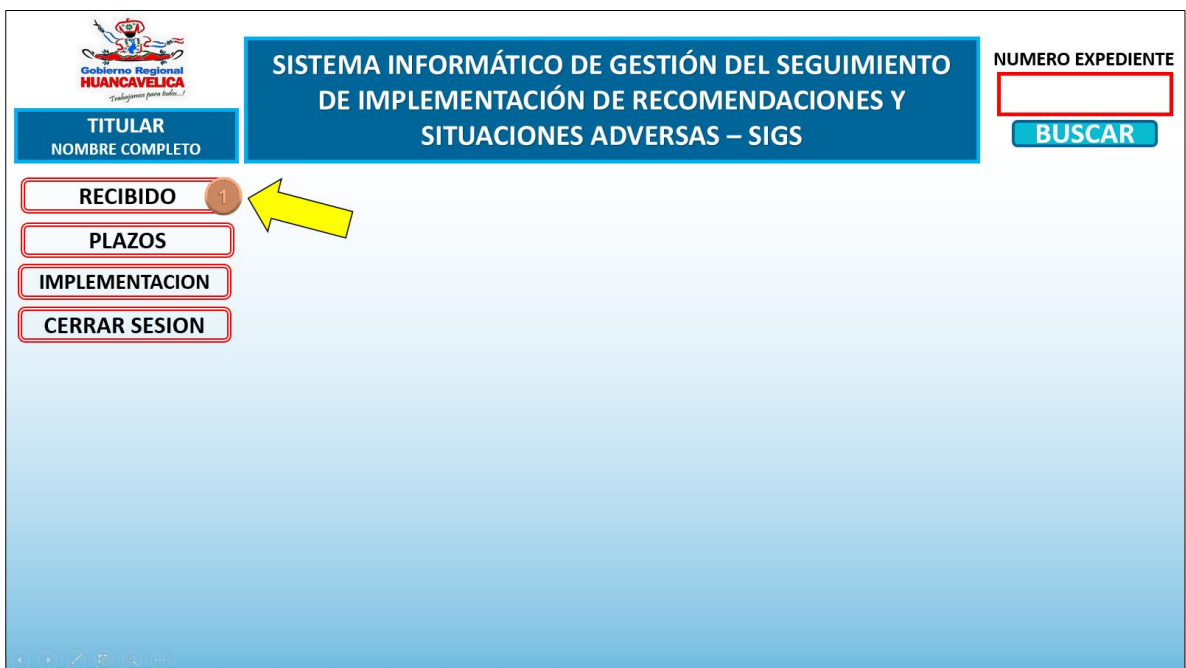 Gobierno Regional
HUANCAVELICA
Trabajamos para todos...!
TITULAR
NOMBRE COMPLETO
SISTEMA INFORMÁTICO DE GESTIÓN DEL SEGUIMIENTO
DE IMPLEMENTACIÓN DE RECOMENDACIONES Y
SITUACIONES ADVERSAS – SIGS
NUMERO EXPEDIENTE
BUSCAR
RECIBIDO 1
PLAZOS
IMPLEMENTACION
CERRAR SESION